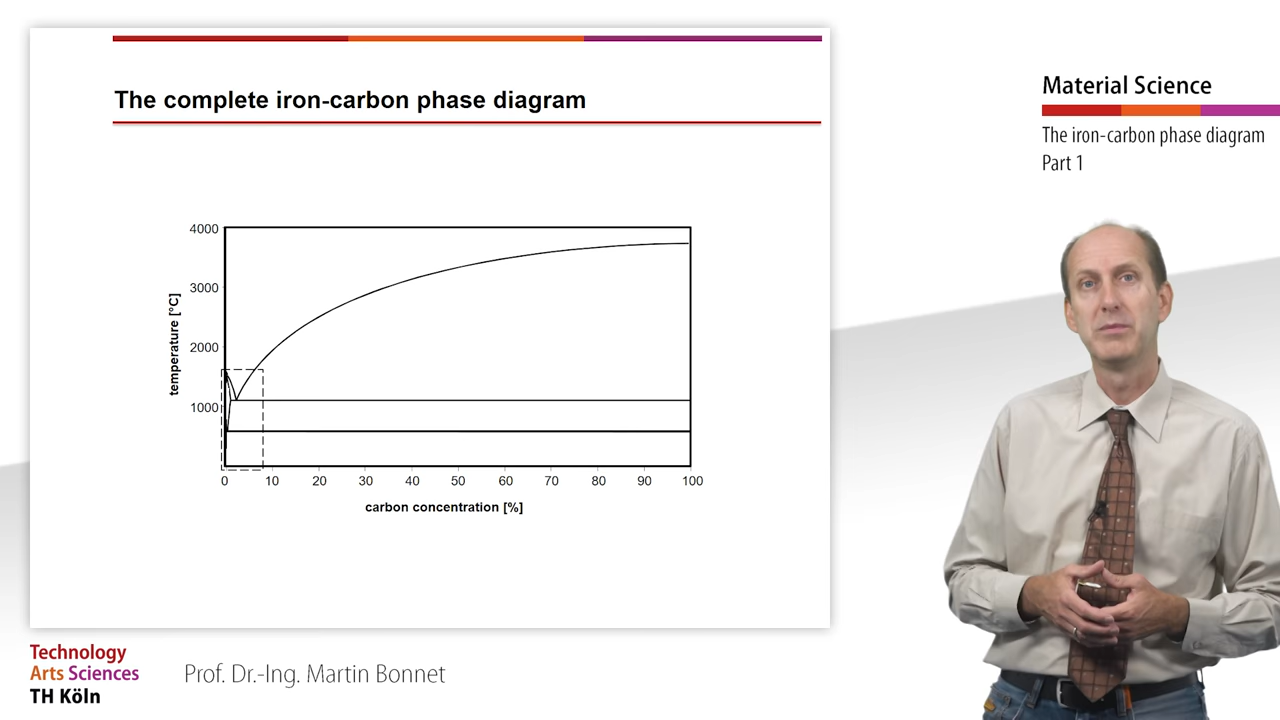 The complete iron-carbon phase diagram
4000
3000
2000
1000
temperature [°C]
0 10 20 30 40 50 60 70 80 90 100
carbon concentration [%]
Material Science
The iron-carbon phase diagram
Part 1
Technology
Arts Sciences
TH Köln
Prof. Dr.-Ing. Martin Bonnet